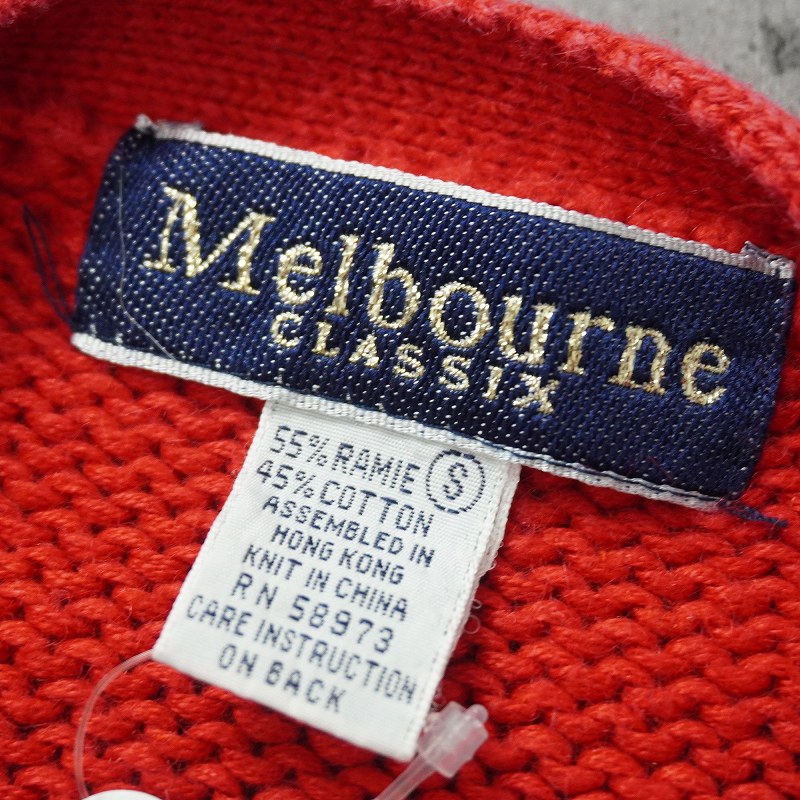 Melbourne
CLASSIX
55% RAMIE S
45% COTTON
ASSEMBLED IN
HONG KONG
KNIT IN CHINA
RN 58973
CARE INSTRUCTION
ON BACK